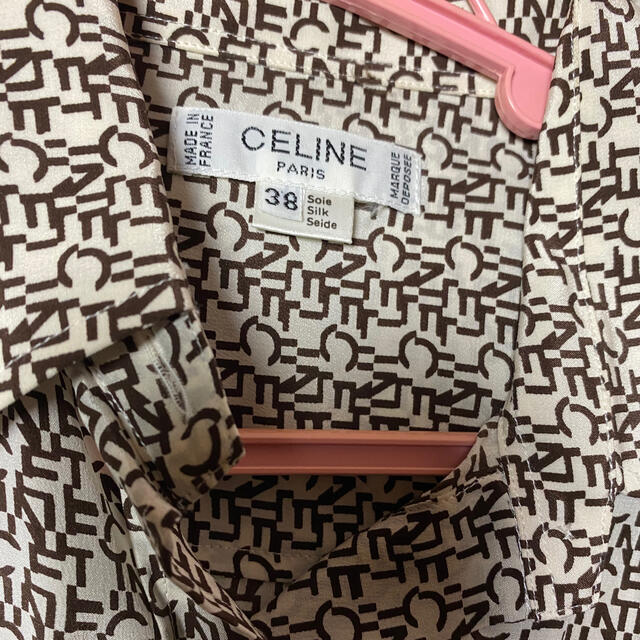 MADE IN
FRANCE
CELINE
PARIS
MARQUE
DEPOSEE
38
Soie
Silk
Seide